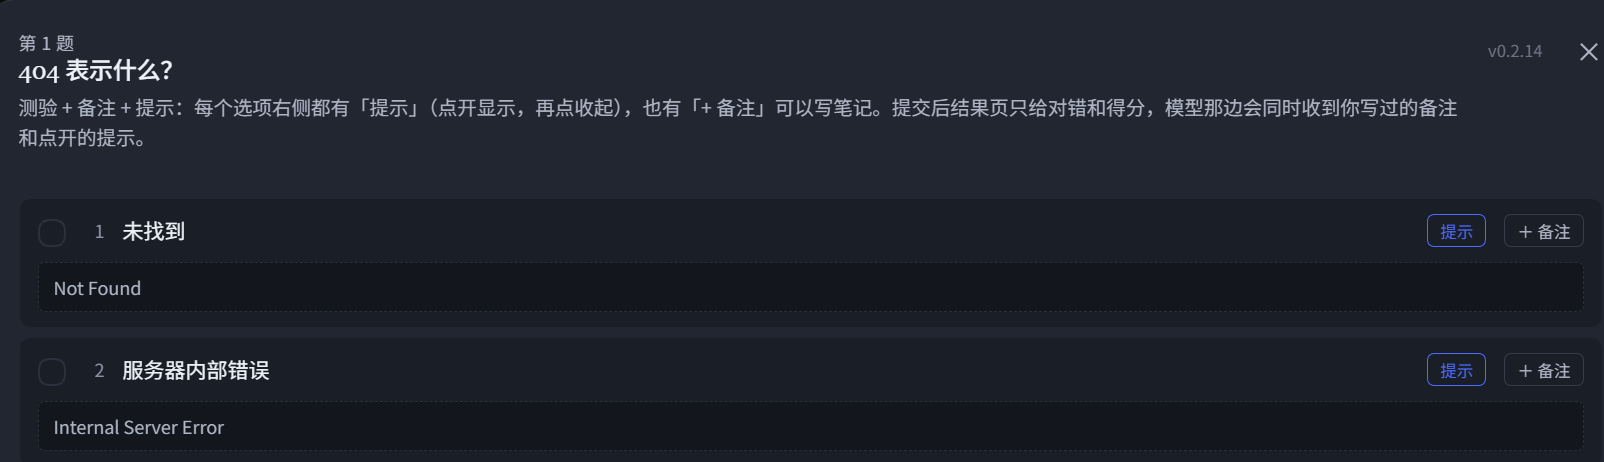 第 1 题
404 表示什么？
v0.2.14
测验 + 备注 + 提示：每个选项右侧都有「提示」（点开显示，再点收起），也有「+ 备注」可以写笔记。提交后结果页只给对错和得分，模型那边会同时收到你写过的备注
和点开的提示。
1 未找到 提示 + 备注
Not Found
2 服务器内部错误 提示 + 备注
Internal Server Error